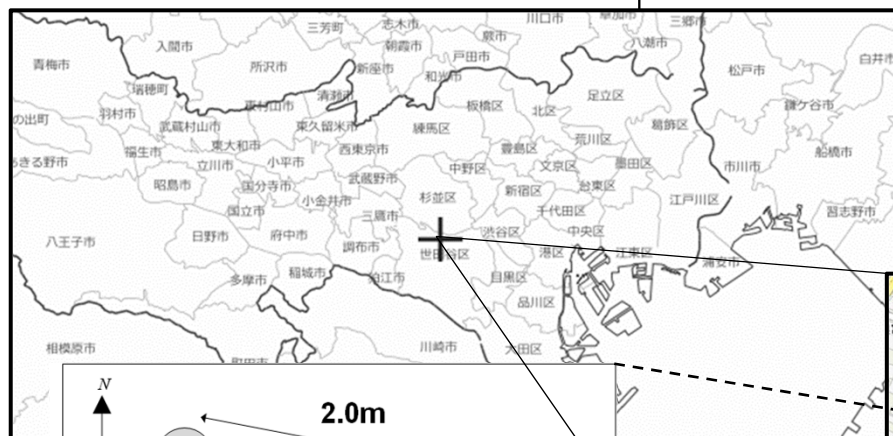 三芳町
志木市
川口市
草加市
三郷市
入間市
朝霞市
蕨市
八潮市
青梅市
所沢市
新座市
和光市
戸田市
松戸市
白井市
瑞穂町
清瀬市
足立区
羽村市
東村山市
板橋区
北区
鎌ケ谷市
の出町
武蔵村山市
東久留米市
練馬区
葛飾区
東大和市
荒川区
福生市
西東京市
豊島区
船橋市
あきる野市
立川市
小平市
中野区
文京区
墨田区
市川市
昭島市
国分寺市
武蔵野市
杉並区
新宿区
台東区
小金井市
江戸川区
国立市
三鷹市
千代田区
習志野市
八王子市
日野市
府中市
調布市
渋谷区
中央区
世田谷区
港区
江東区
浦安市
多摩市
稲城市
狛江市
目黒区
品川区
相模原市
町田市
川崎市
大田区
N
2.0m